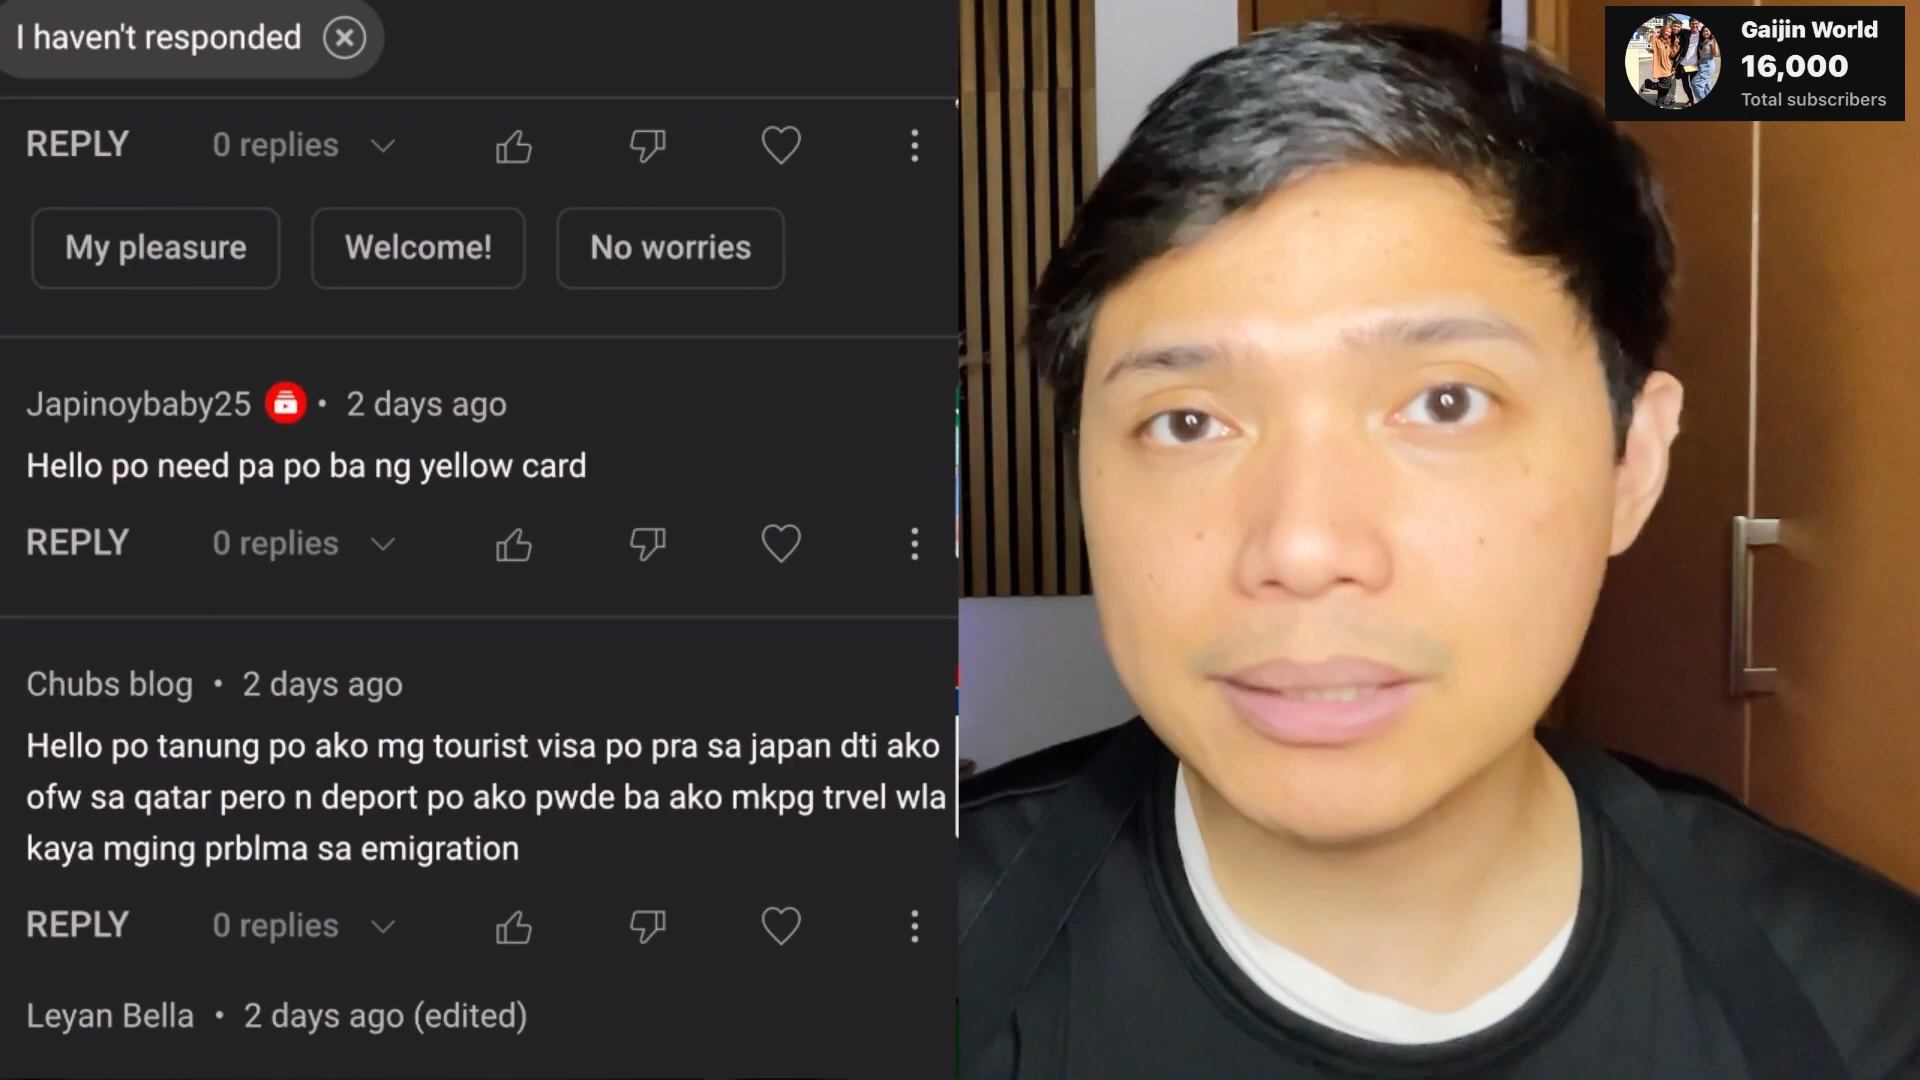 I haven't responded
REPLY 0 replies
My pleasure Welcome! No worries
Japinoybaby25 • 2 days ago
Hello po need pa po ba ng yellow card
REPLY 0 replies
Chubs blog • 2 days ago
Hello po tanung po ako mg tourist visa po pra sa japan dti ako
ofw sa qatar pero n deport po ako pwde ba ako mkpg trvel wla
kaya mging prblma sa emigration
REPLY 0 replies
Leyan Bella • 2 days ago (edited)
Gaijin World
16,000
Total subscribers